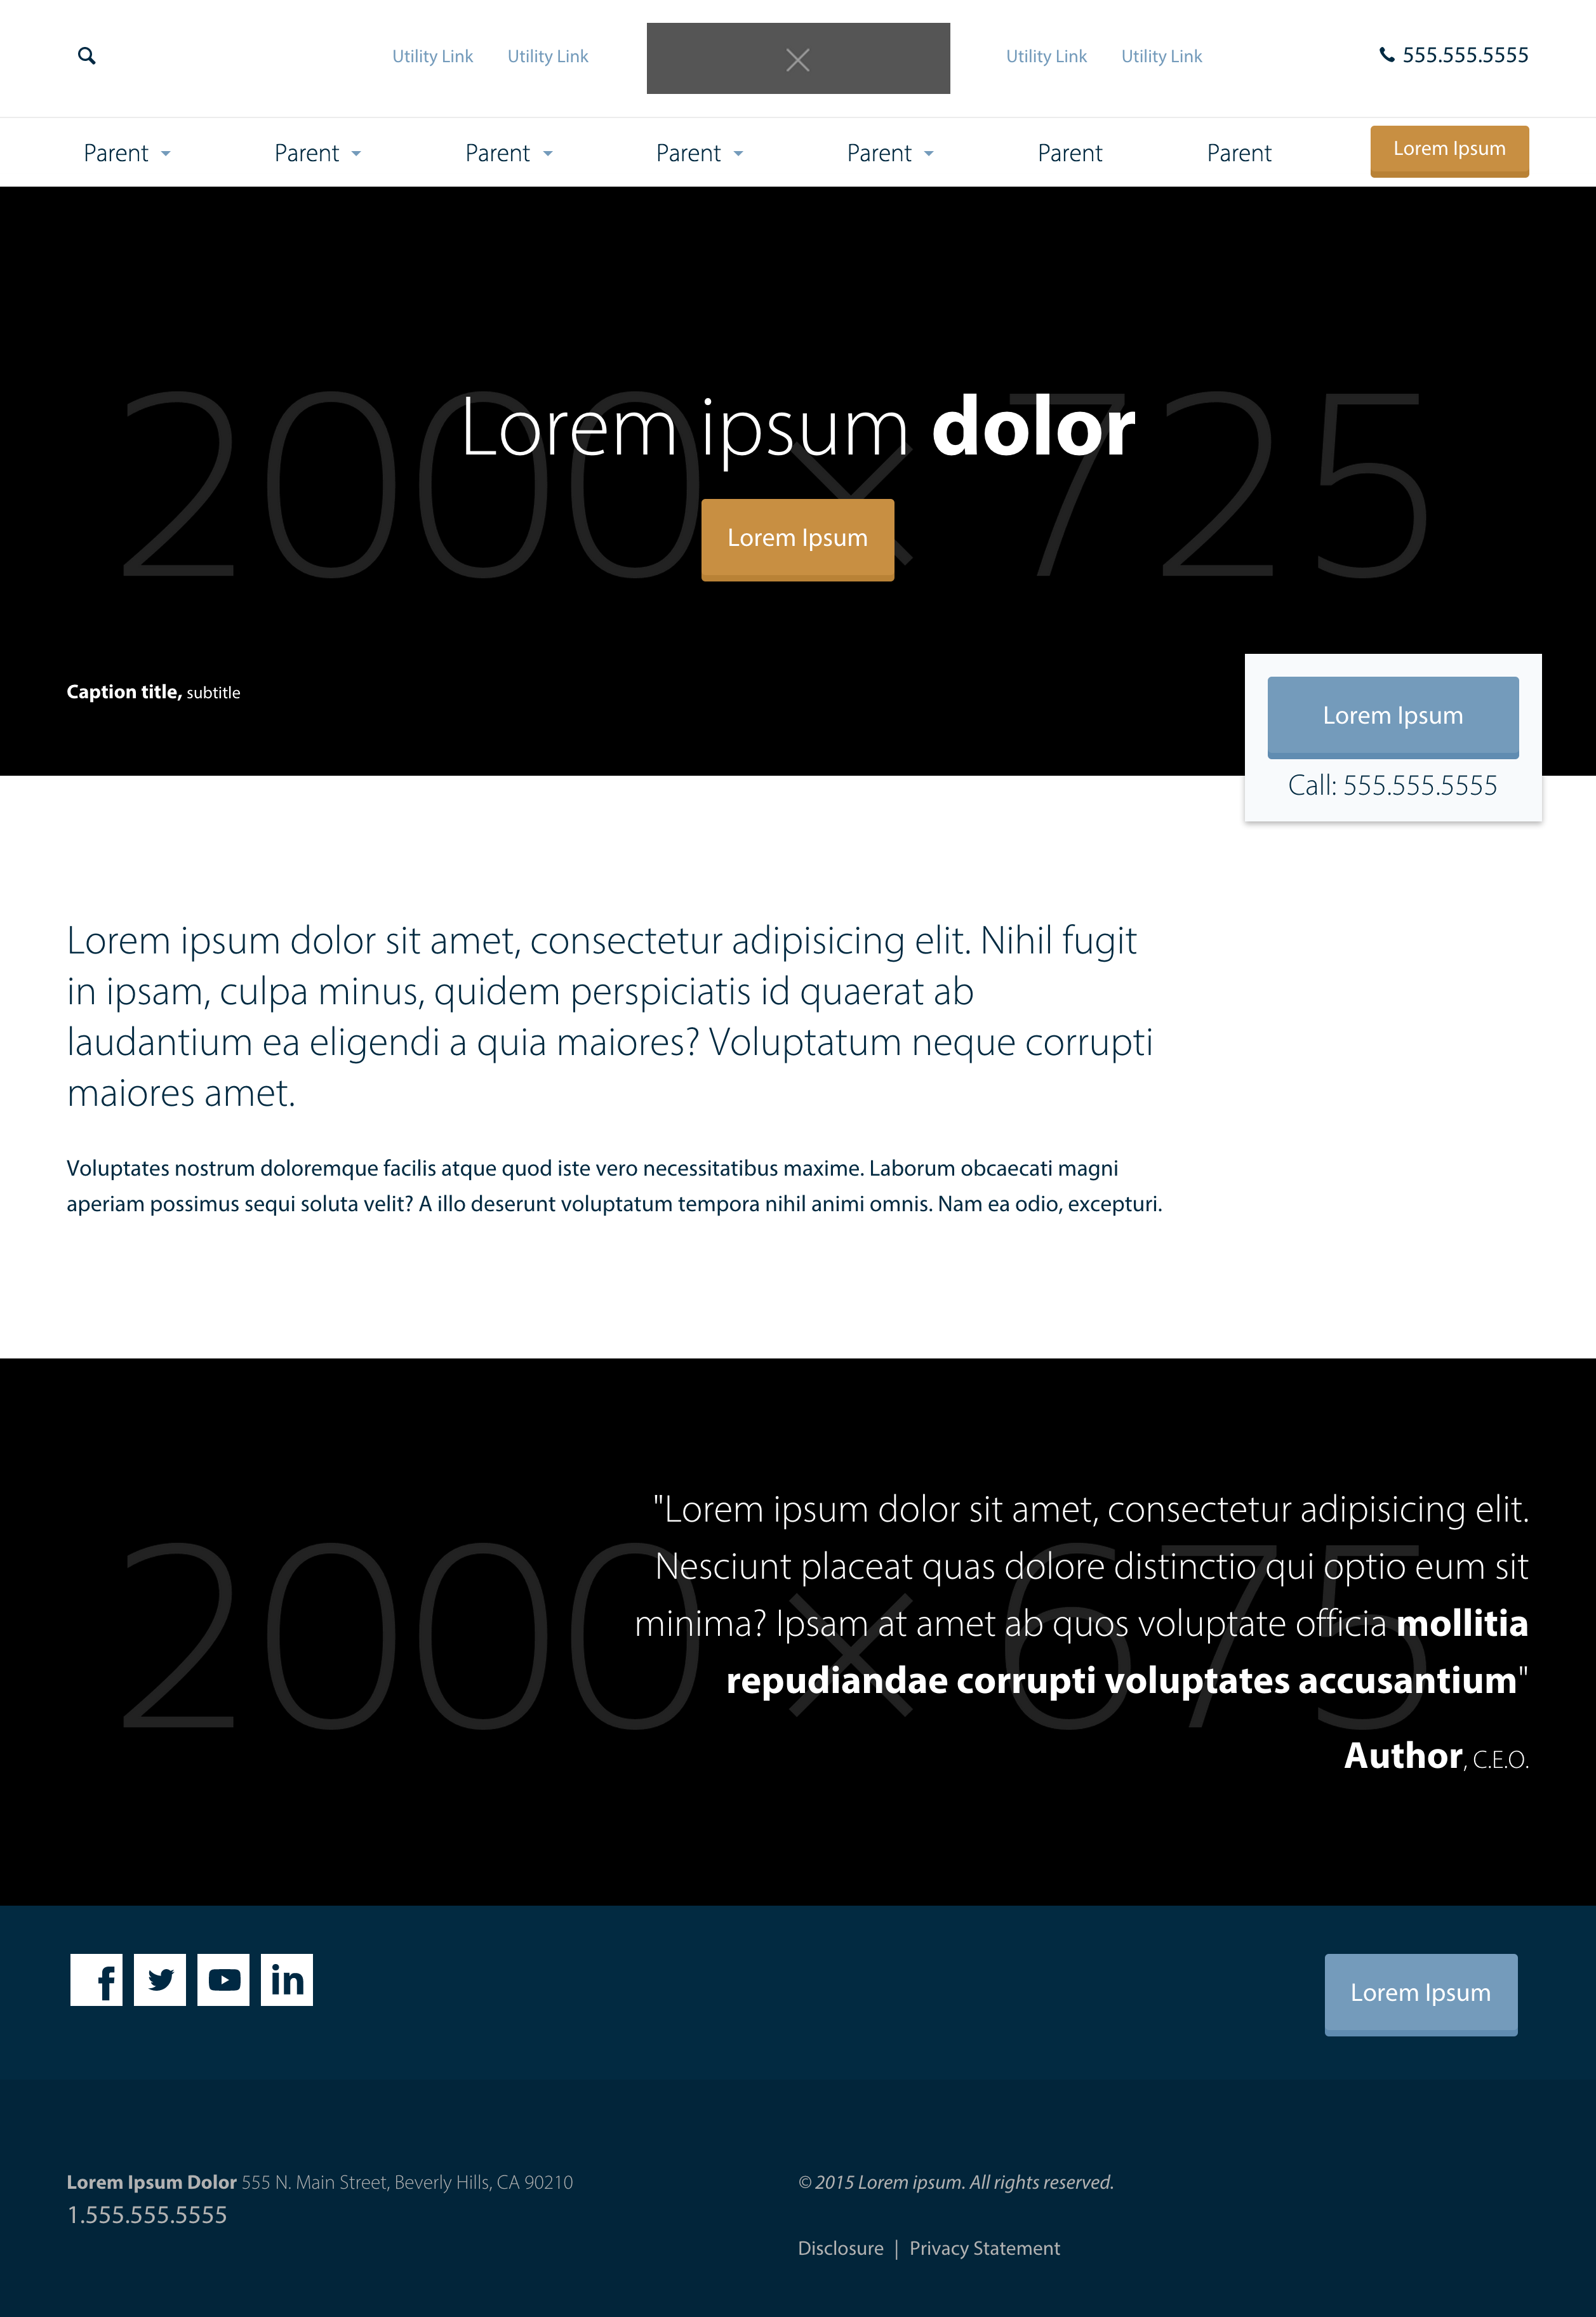 Utility Link Utility Link Utility Link Utility Link 555.555.5555
Parent Parent Parent Parent Parent Parent Parent Lorem Ipsum
2000 × 725
Lorem ipsum dolor
Lorem Ipsum
Caption title, subtitle
Lorem Ipsum
Call: 555.555.5555
Lorem ipsum dolor sit amet, consectetur adipisicing elit. Nihil fugit
in ipsam, culpa minus, quidem perspiciatis id quaerat ab
laudantium ea eligendi a quia maiores? Voluptatum neque corrupti
maiores amet.
Voluptates nostrum doloremque facilis atque quod iste vero necessitatibus maxime. Laborum obcaecati magni
aperiam possimus sequi soluta velit? A illo deserunt voluptatum tempora nihil animi omnis. Nam ea odio, excepturi.
2000 × 675
"Lorem ipsum dolor sit amet, consectetur adipisicing elit.
Nesciunt placeat quas dolore distinctio qui optio eum sit
minima? Ipsam at amet ab quos voluptate officia mollitia
repudiandae corrupti voluptates accusantium"
Author, C.E.O.
Lorem Ipsum
Lorem Ipsum Dolor 555 N. Main Street, Beverly Hills, CA 90210
1.555.555.5555
© 2015 Lorem ipsum. All rights reserved.
Disclosure | Privacy Statement